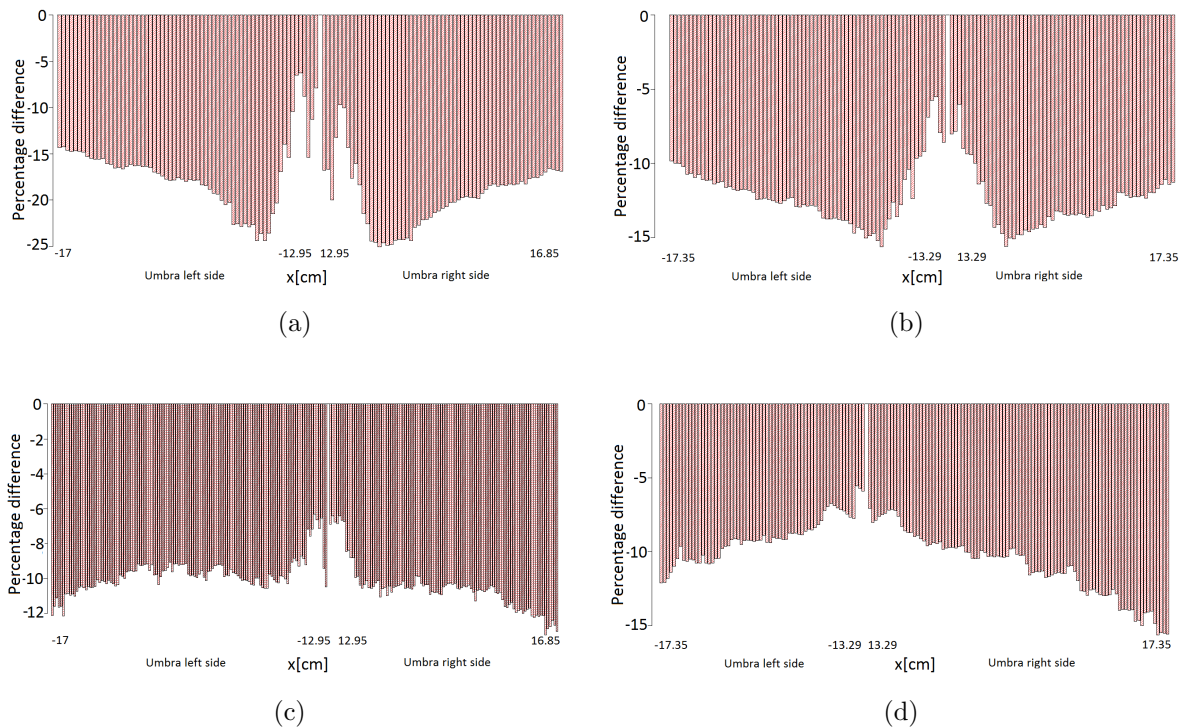 Percentage difference
0
-5
-10
-15
-20
-25
-17
-12.95
12.95
16.85
Umbra left side
x[cm]
Umbra right side
(a)
Percentage difference
0
-5
-10
-15
-17.35
-13.29
13.29
17.35
Umbra left side
x[cm]
Umbra right side
(b)
Percentage difference
0
-2
-4
-6
-8
-10
-12
-17
-12.95
12.95
16.85
Umbra left side
x[cm]
Umbra right side
(c)
Percentage difference
0
-5
-10
-15
-17.35
-13.29
13.29
17.35
Umbra left side
x[cm]
Umbra right side
(d)